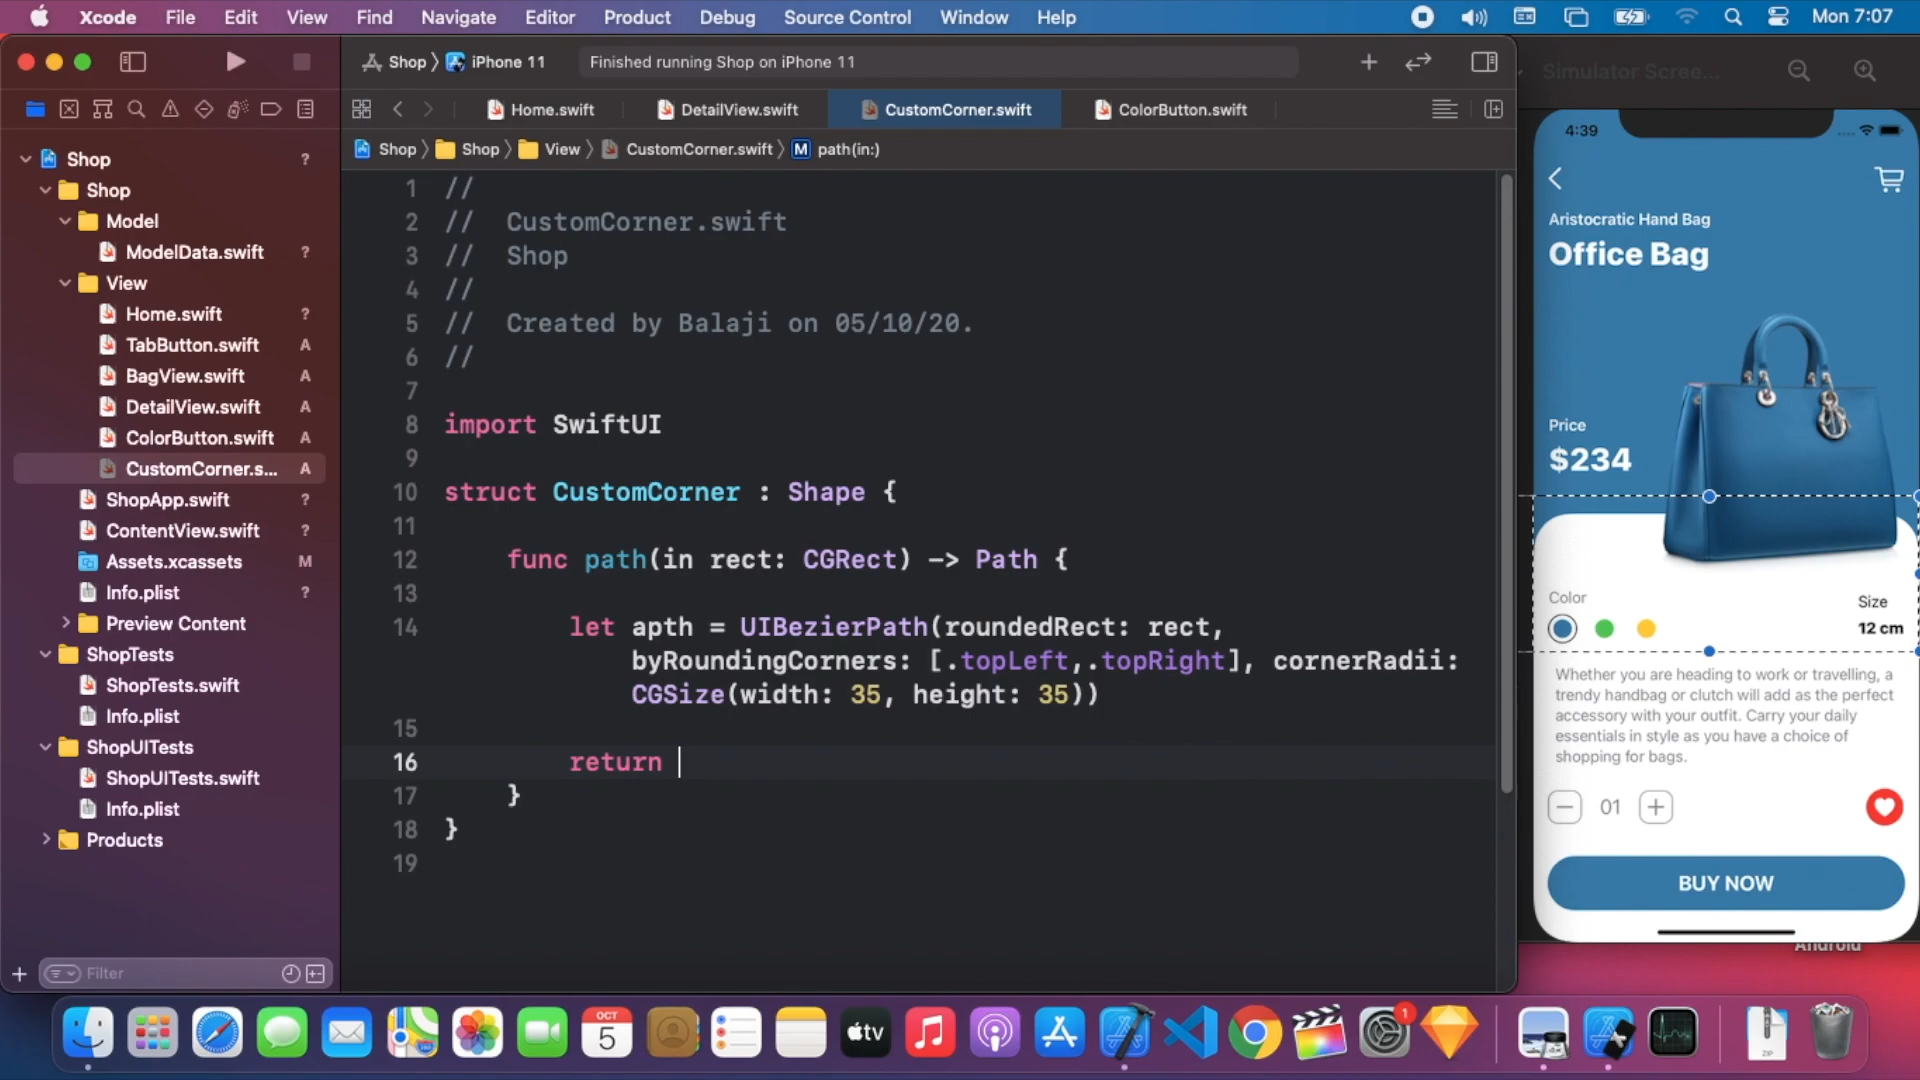 Xcode File Edit View Find Navigate Editor Product Debug Source Control Window Help Mon 7:07
Shop iPhone 11 Finished running Shop on iPhone 11
Simulator Scree...
Home.swift DetailView.swift CustomCorner.swift ColorButton.swift
Shop Shop View CustomCorner.swift M path(in:)
Shop ?
Shop
Model
ModelData.swift ?
View
Home.swift ?
TabButton.swift A
BagView.swift A
DetailView.swift A
ColorButton.swift A
CustomCorner.s... A
ShopApp.swift ?
ContentView.swift ?
Assets.xcassets M
Info.plist ?
Preview Content
ShopTests
ShopTests.swift
Info.plist
ShopUITests
ShopUITests.swift
Info.plist
Products
Filter
1 //
2 // CustomCorner.swift
3 // Shop
4 //
5 // Created by Balaji on 05/10/20.
6 //
7
8 import SwiftUI
9
10 struct CustomCorner : Shape {
11
12 func path(in rect: CGRect) -> Path {
13
14 let apth = UIBezierPath(roundedRect: rect,
byRoundingCorners: [.topLeft,.topRight], cornerRadii:
CGSize(width: 35, height: 35))
15
16 return
17 }
18 }
19
4:39
Aristocratic Hand Bag
Office Bag
Price
$234
Color
Size
12 cm
Whether you are heading to work or travelling, a
trendy handbag or clutch will add as the perfect
accessory with your outfit. Carry your daily
essentials in style as you have a choice of
shopping for bags.
01
BUY NOW
Android
OCT
5
tv
1
ZIP